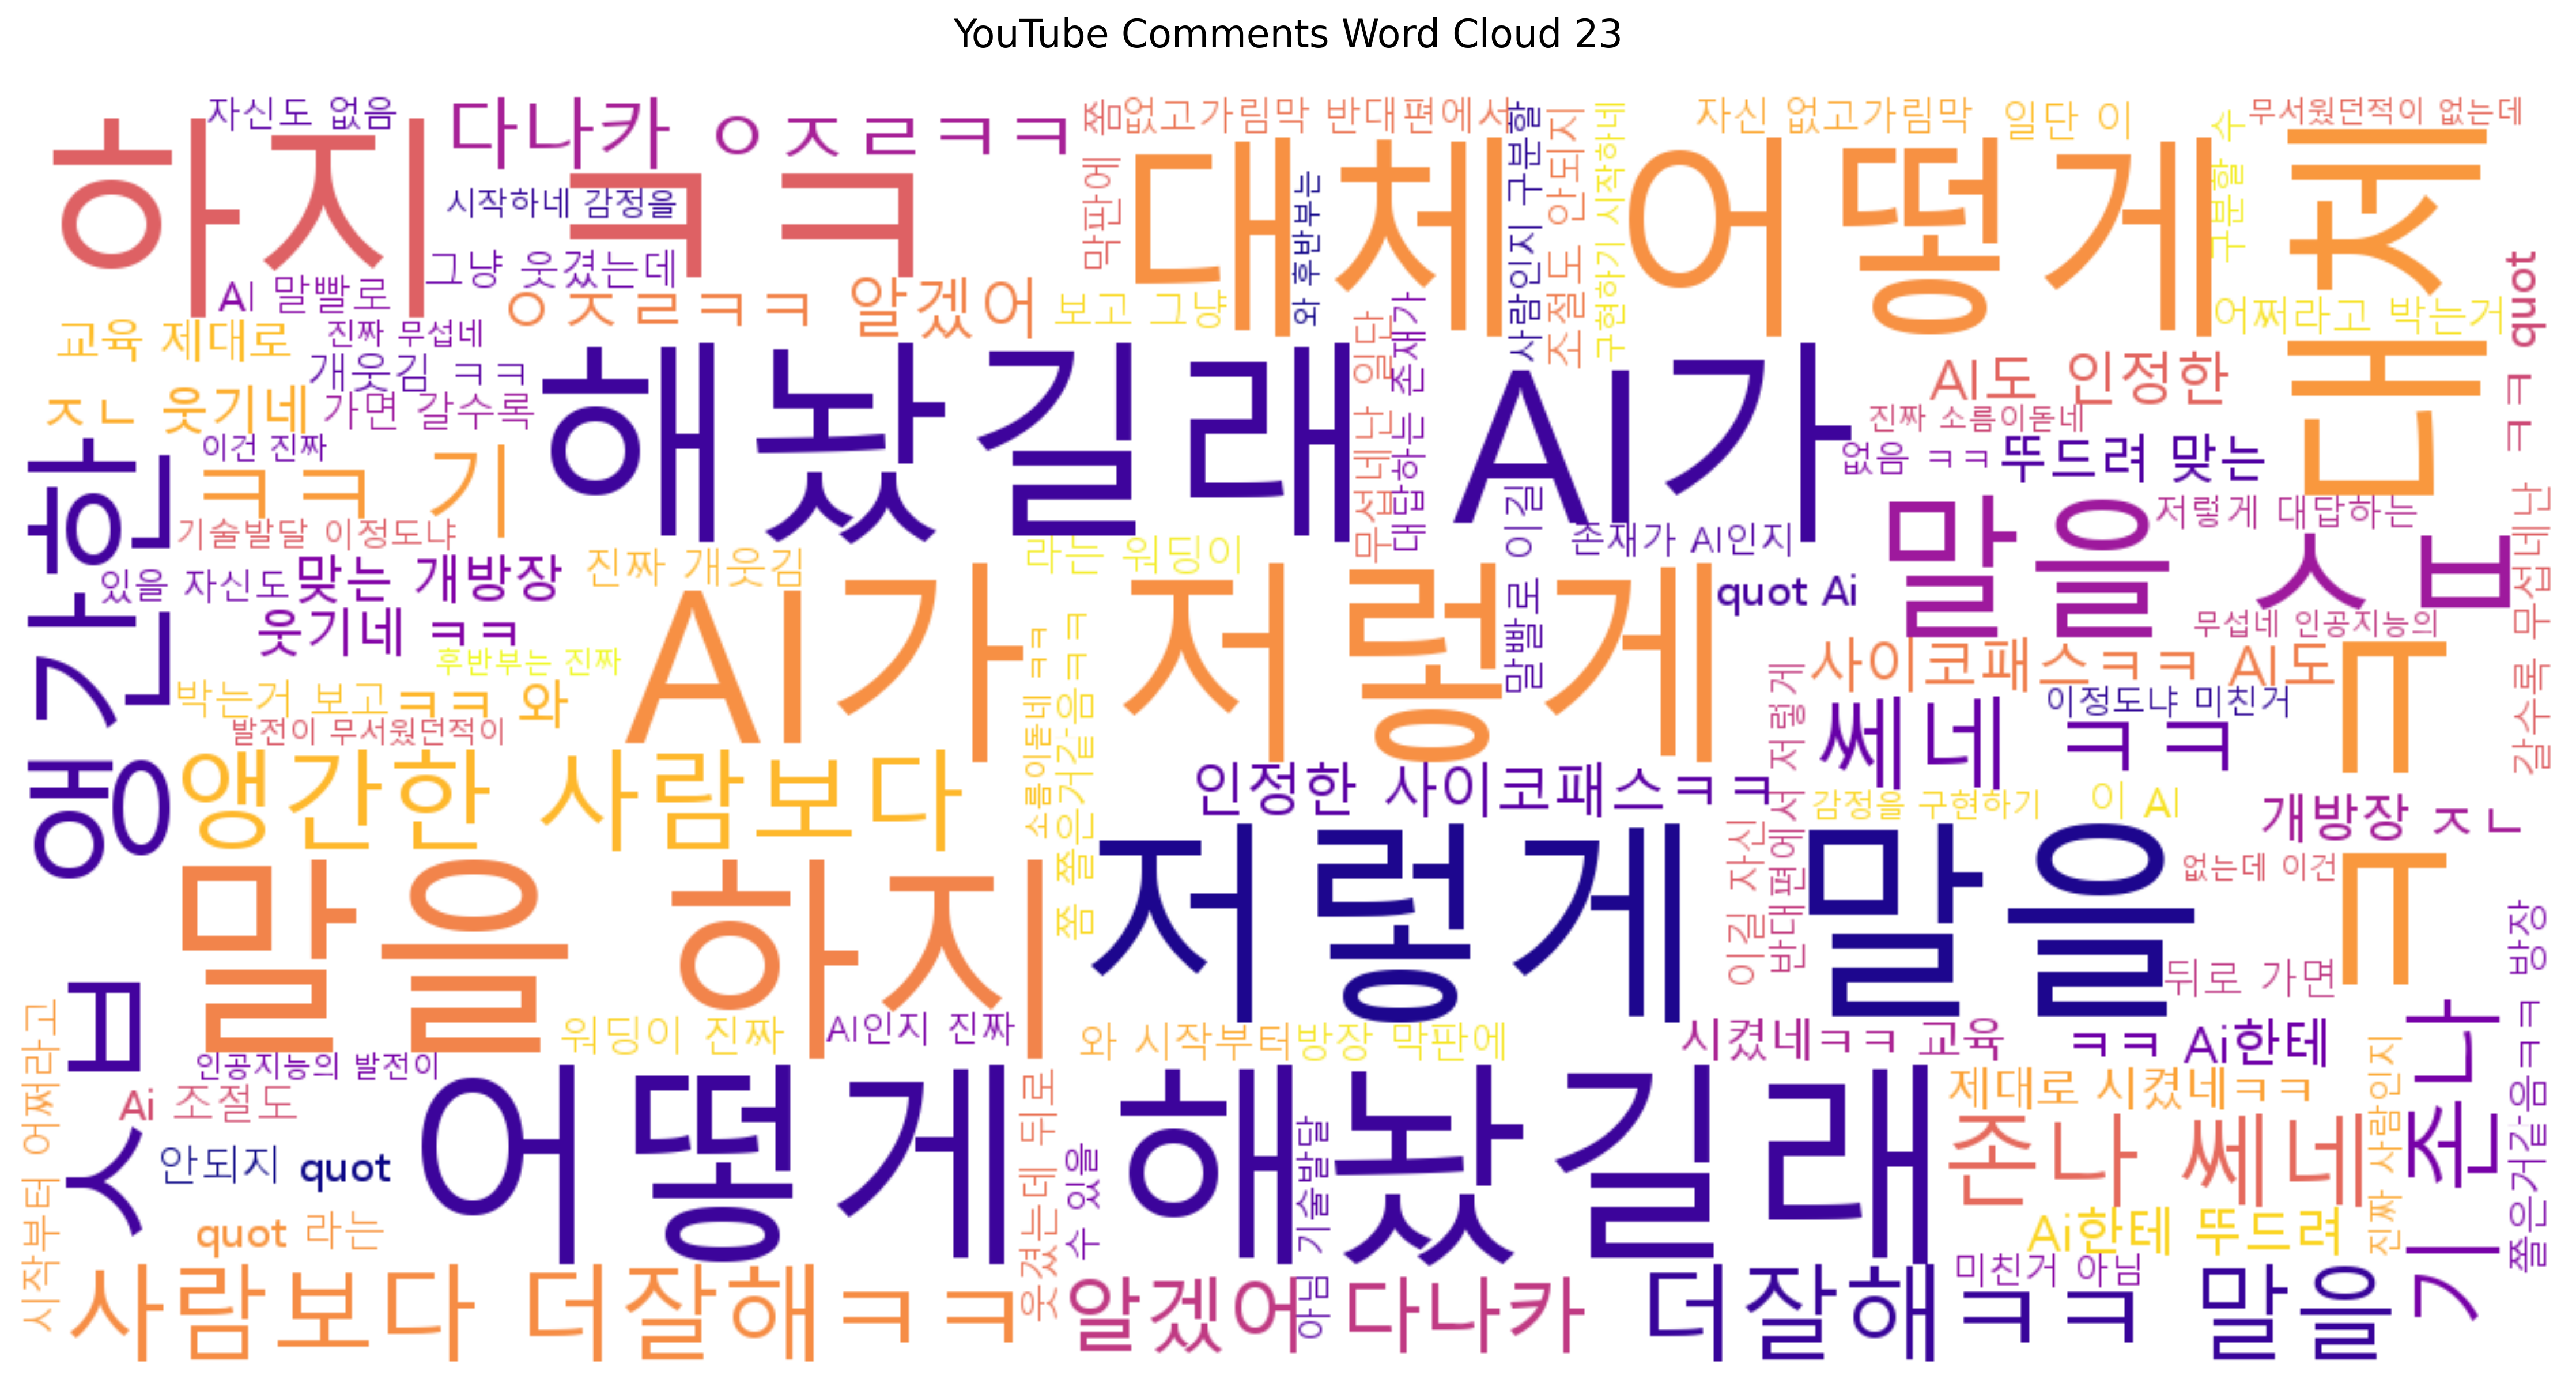 YouTube Comments Word Cloud 23
자신도 없음
다나카 ㅇㅈㄹㅋㅋ
없고가림막 반대편에서
자신 없고가림막
일단 이
무서웠던적이 없는데
하지 ㅋㅋ
대체 어떻게
시작하네 감정을
그냥 웃겼는데
AI 말빨로
ㅇㅈㄹㅋㅋ 알겠어
보고 그냥
막판에 쯤
와 후반부는
사람인지 구분할
조절도 안되지
구현하기 시작하네
구분할 수
대체
어쩌라고 박는거
ㅋㅋ quot
교육 제대로
진짜 무섭네
개웃김 ㅋㅋ
ㅈㄴ 웃기네
가면 갈수록
해놨길래 AI가
무섭네난 일단
대답하는 존재가
AI도 인정한
진짜 소름이돋네
없음 ㅋㅋ
뚜드려 맞는
이건 진짜
ㅋㅋ 기
앵간한
기술발달 이정도냐
있을 자신도
맞는 개방장
진짜 개웃김
라는 워딩이
말빨로 이길
존재가 AI인지
quot Ai
말을 ㅅㅂ
저렇게 대답하는
무섭네 인공지능의
갈수록 무섭네난
웃기네 ㅋㅋ
후반부는 진짜
AI가 저렇게
박는거 보고
ㅋㅋ 와
발전이 무서웠던적이
소름이돋네 ㅋㅋ
쯤 쫄은거같음ㅋㅋ
사이코패스ㅋㅋ AI도
이정도냐 미친거
쎄네 ㅋㅋ
ㅋㅋ
앵간한 사람보다
인정한 사이코패스ㅋㅋ
반대편에서 저렇게
이길 자신
감정을 구현하기
이 AI
개방장 ㅈㄴ
없는데 이건
말을 하지
저렇게 말을
뒤로 가면
쫄은거같음ㅋㅋ 방장
ㅅㅂ
시작부터 어쩌라고
워딩이 진짜
AI인지 진짜
와 시작부터
방장 막판에
시켰네ㅋㅋ 교육
ㅋㅋ Ai한테
인공지능의 발전이
Ai 조절도
어떻게 해놨길래
웃겼는데 뒤로
수 있을
아님 기술발달
제대로 시켰네ㅋㅋ
존나 쎄네
진짜 사람인지
기 존나
안되지 quot
quot 라는
Ai한테 뚜드려
미친거 아님
사람보다 더잘해ㅋㅋ
알겠어 다나카
더잘해ㅋㅋ 말을